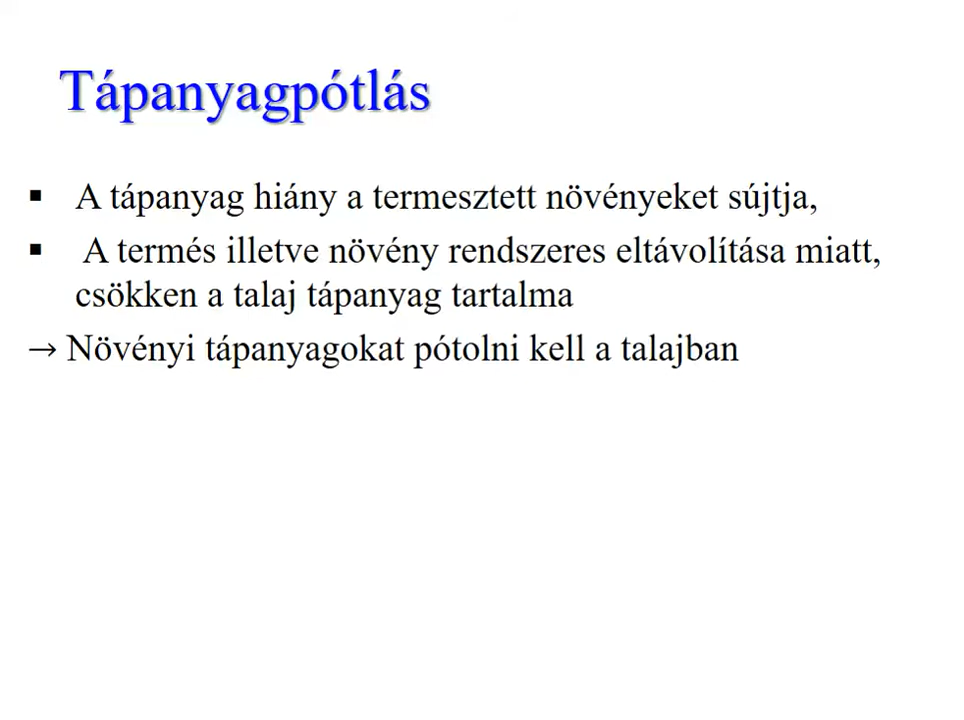 Tápanyagpótlás
▪ A tápanyag hiány a termesztett növényeket sújtja,
▪ A termés illetve növény rendszeres eltávolítása miatt,
csökken a talaj tápanyag tartalma
→ Növényi tápanyagokat pótolni kell a talajban